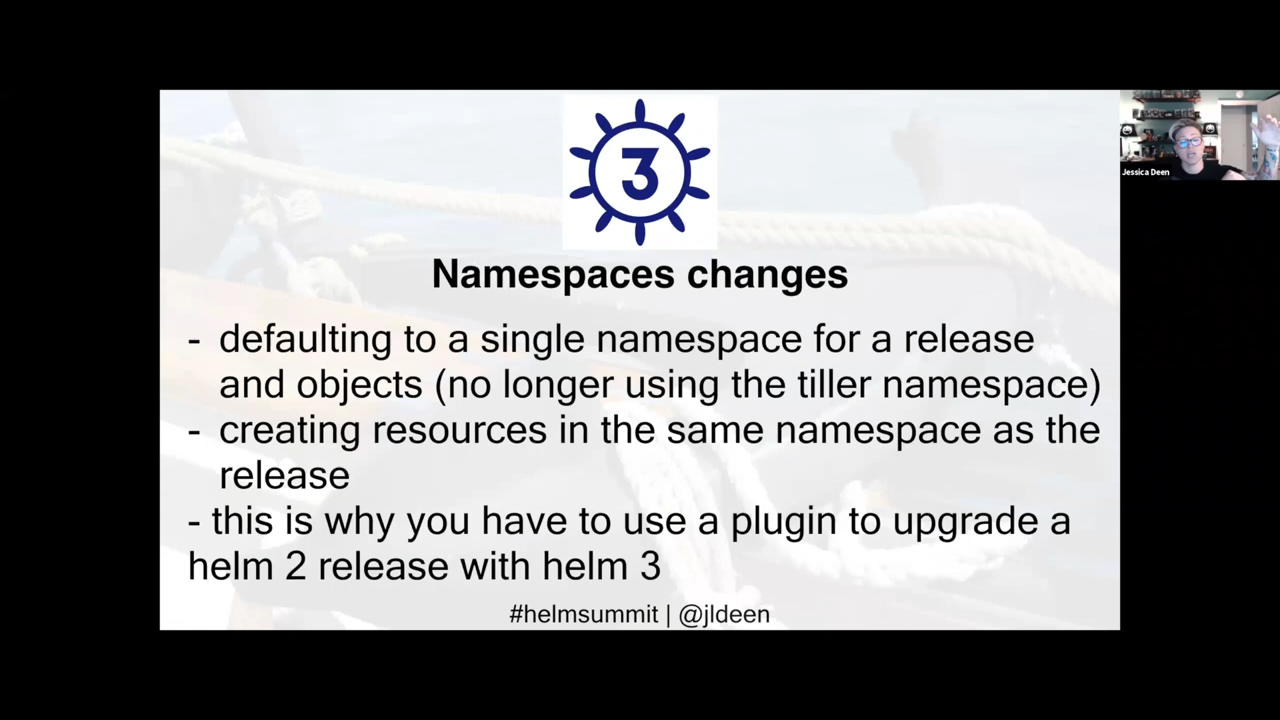 3
Namespaces changes
- defaulting to a single namespace for a release
and objects (no longer using the tiller namespace)
- creating resources in the same namespace as the
release
- this is why you have to use a plugin to upgrade a
helm 2 release with helm 3
#helmsummit | @jldeen
Jessica Deen